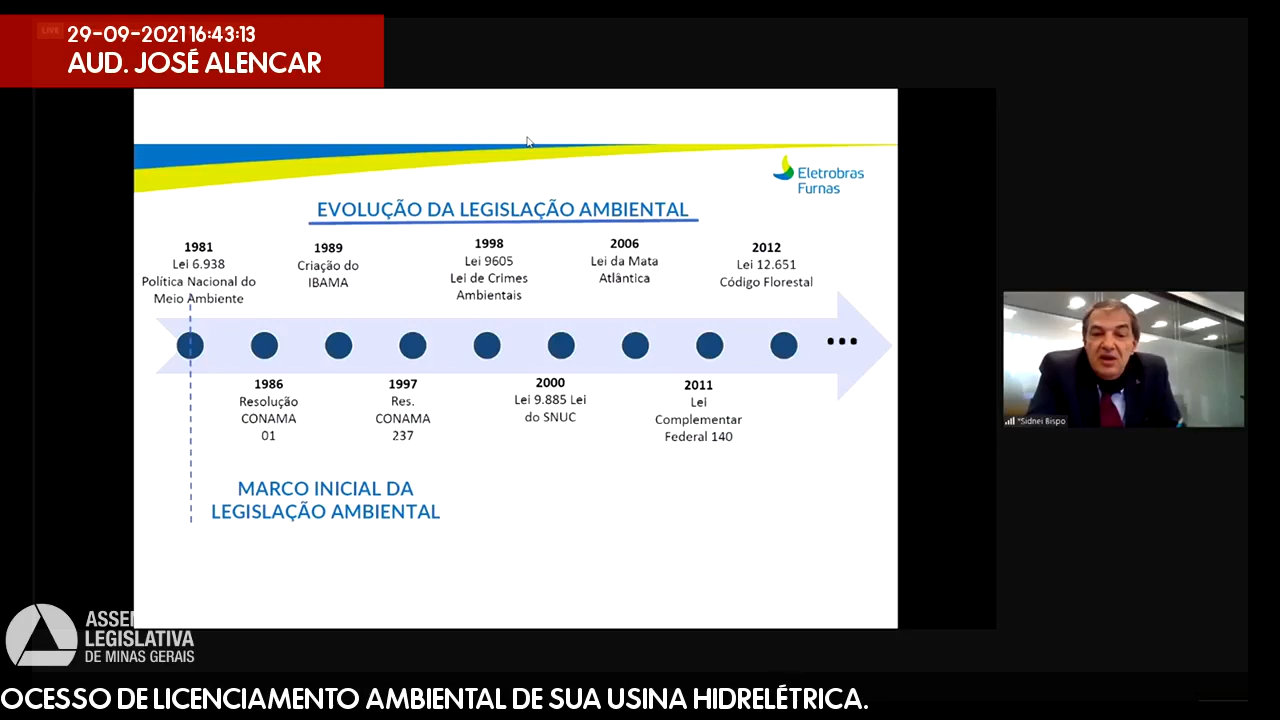 LIVE
29-09-2021 16:43:13
AUD. JOSÉ ALENCAR
Eletrobras
Furnas
EVOLUÇÃO DA LEGISLAÇÃO AMBIENTAL
1981
Lei 6.938
Política Nacional do
Meio Ambiente
1989
Criação do
IBAMA
1998
Lei 9605
Lei de Crimes
Ambientais
2006
Lei da Mata
Atlântica
2012
Lei 12.651
Código Florestal
...
1986
Resolução
CONAMA
01
1997
Res.
CONAMA
237
2000
Lei 9.885 Lei
do SNUC
2011
Lei
Complementar
Federal 140
MARCO INICIAL DA
LEGISLAÇÃO AMBIENTAL
*Sidnei Bispo
ASSE
LEGISLATIVA
DE MINAS GERAIS
OCESSO DE LICENCIAMENTO AMBIENTAL DE SUA USINA HIDRELÉTRICA.